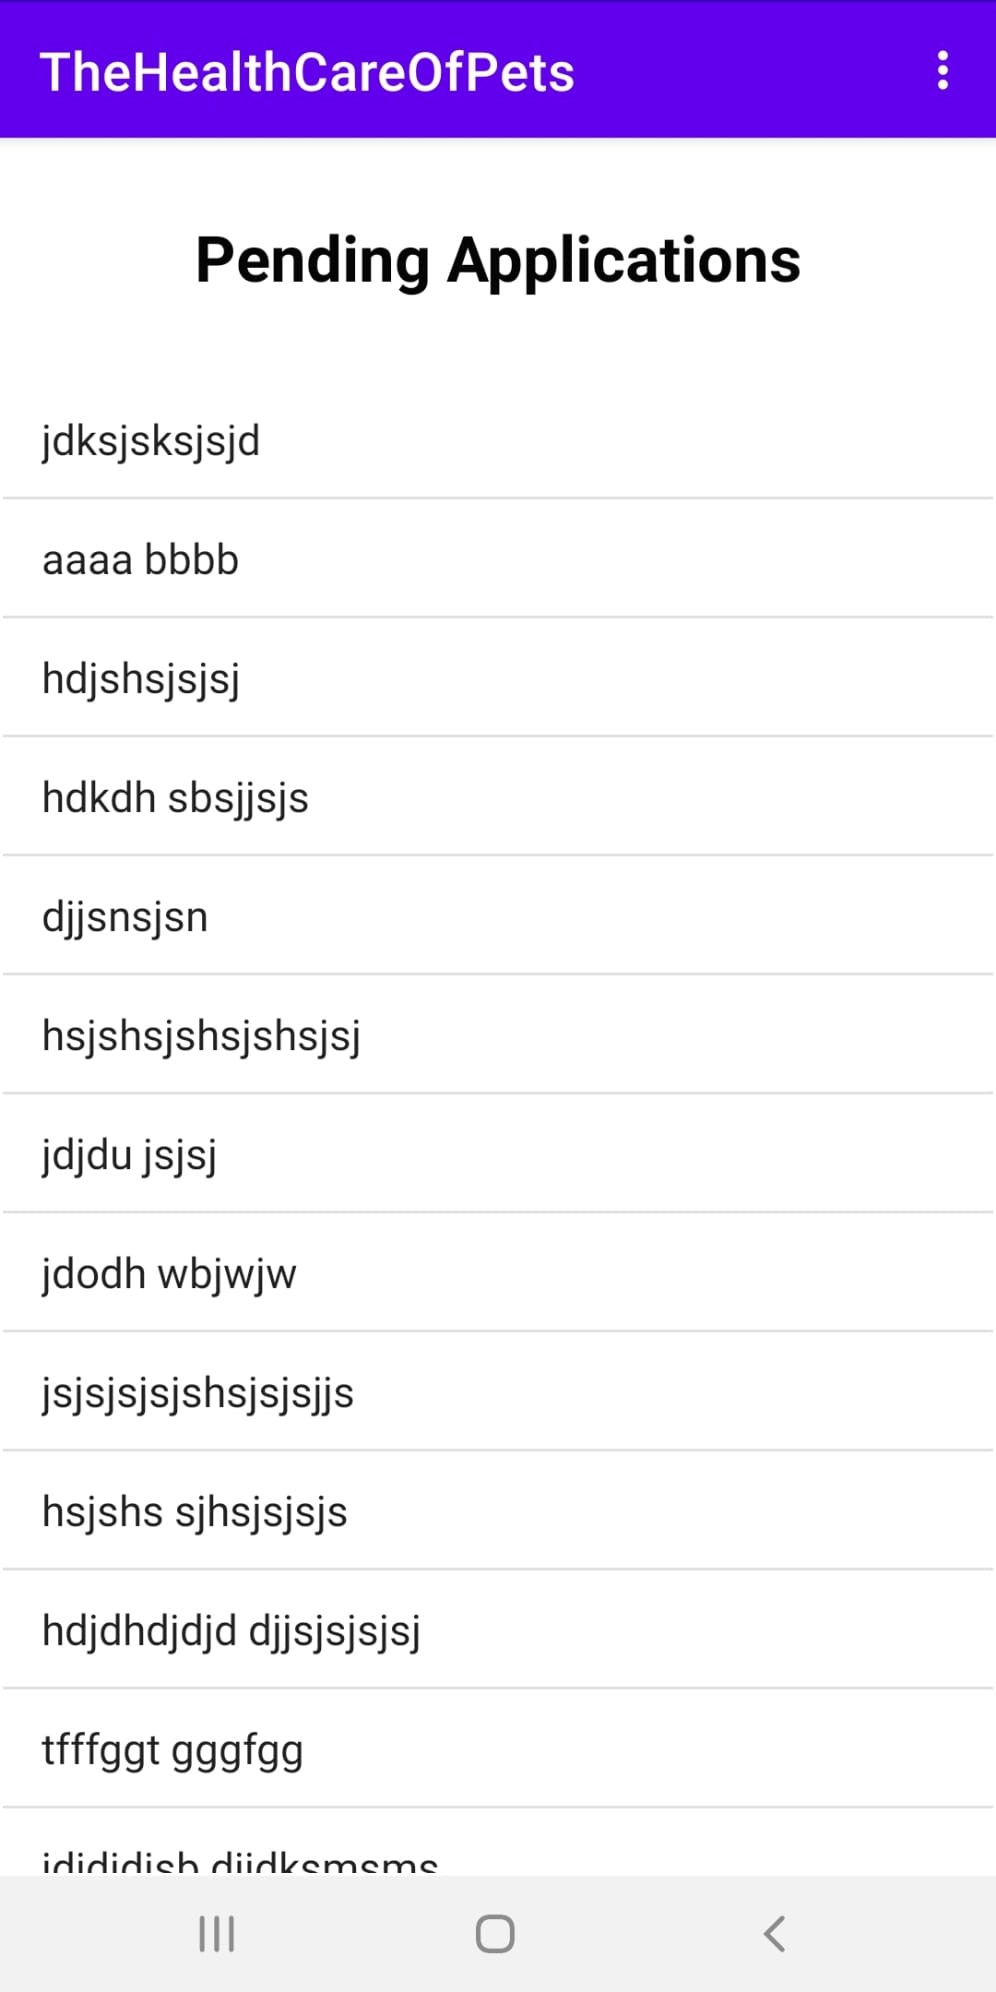 TheHealthCareOfPets
Pending Applications
jdksjsksjsjd
aaaa bbbb
hdjshsjsjsj
hdkdh sbsjjsjs
djjsnsjsn
hsjshsjshsjshsjsj
jdjdu jsjsj
jdodh wbjwjw
jsjsjsjsjshsjsjsjjs
hsjshs sjhsjsjsjs
hdjdhdjdjd djjsjsjsjsj
tfffggt gggfgg